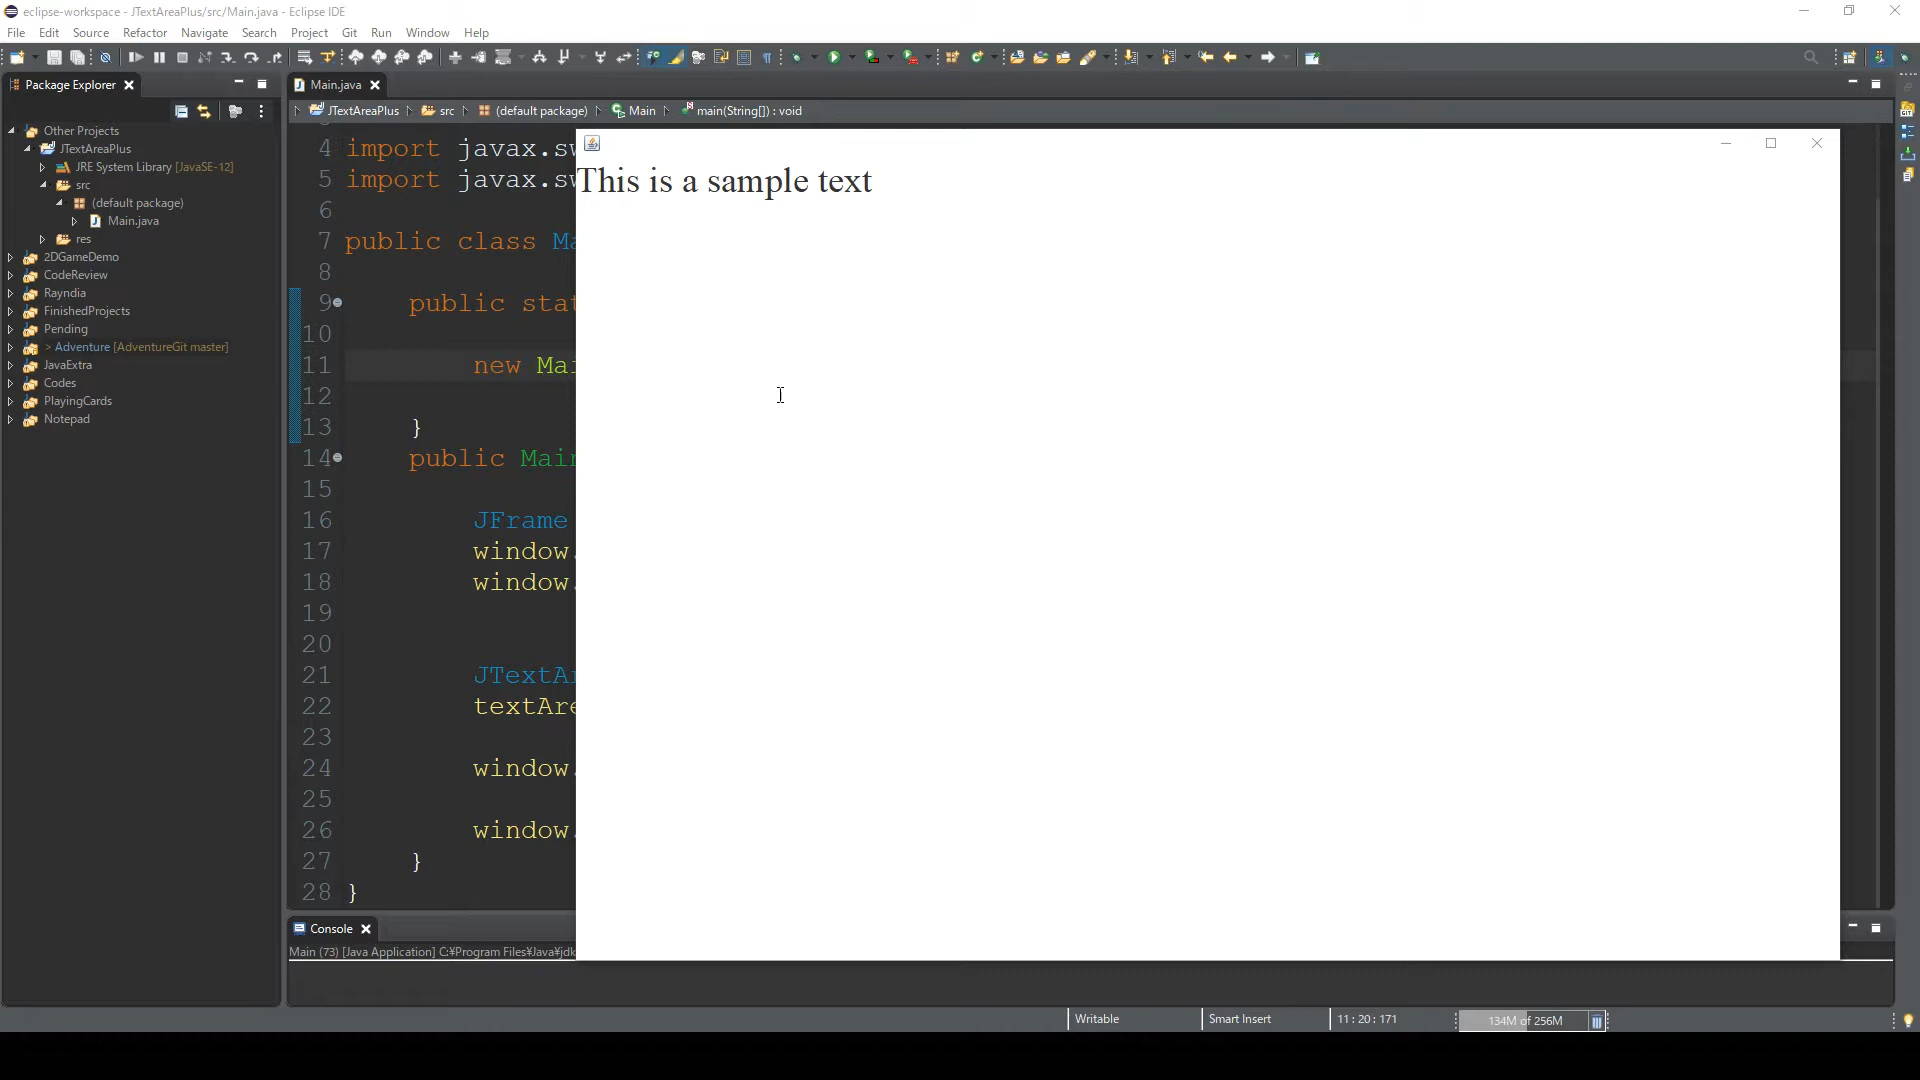 eclipse-workspace - JTextAreaPlus/src/Main.java - Eclipse IDE
File Edit Source Refactor Navigate Search Project Git Run Window Help
Package Explorer
Main.java
JTextAreaPlus src (default package) Main main(String[]) : void
Other Projects
JTextAreaPlus
JRE System Library [JavaSE-12]
src
(default package)
Main.java
res
2DGameDemo
CodeReview
Rayndia
FinishedProjects
Pending
> Adventure [AdventureGit master]
JavaExtra
Codes
PlayingCards
Notepad
4 import javax.sw
5 import javax.sw
6
7 public class Ma
8
9 public stat
10
11 new Mai
12
13 }
14 public Main
15
16 JFrame
17 window.
18 window.
19
20
21 JTextAr
22 textAre
23
24 window.
25
26 window.
27 }
28 }
This is a sample text
Console
Main (73) [Java Application] C:¥Program Files¥Java¥jdk
Writable Smart Insert 11 : 20 : 171 134M of 256M